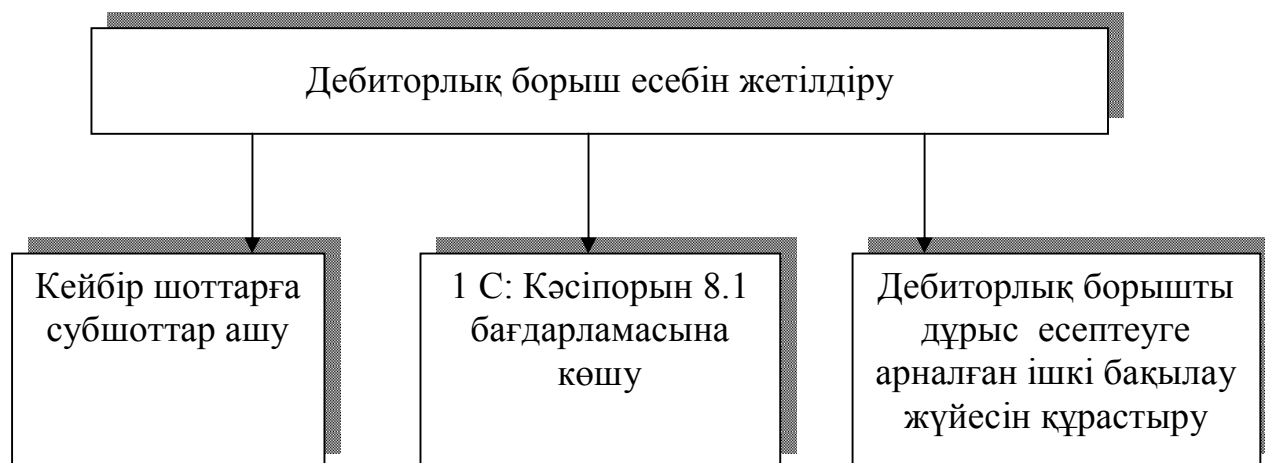 Дебиторлық борыш есебін жетілдіру
Кейбір шоттарға
субшоттар ашу
1 С: Кәсіпорын 8.1
бағдарламасына
көшу
Дебиторлық борышты
дұрыс  есептеуге
арналған ішкі бақылау
жүйесін құрастыру